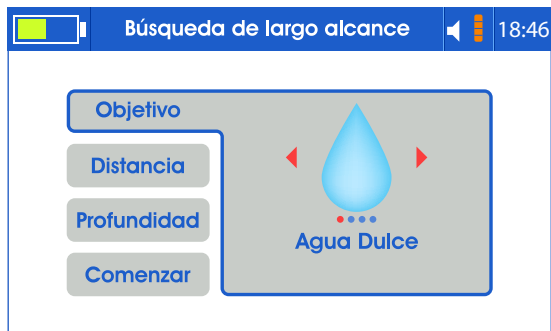 Búsqueda de largo alcance
18:46
Objetivo
Distancia
Profundidad
Comenzar
Agua Dulce